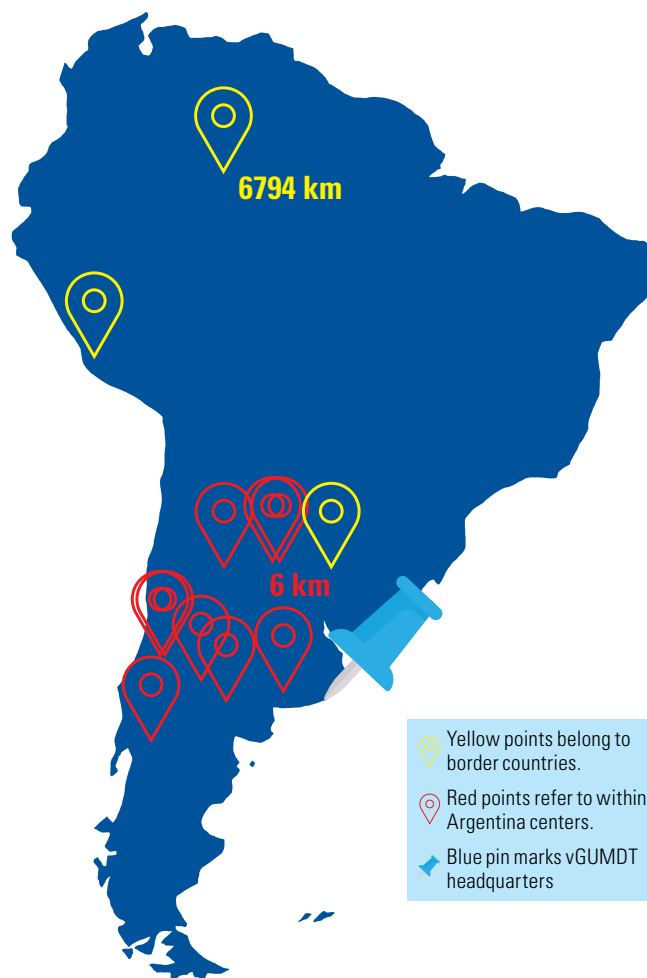 6794 km
6 km
Yellow points belong to
border countries.
Red points refer to within
Argentina centers.
Blue pin marks vGUMDT
headquarters